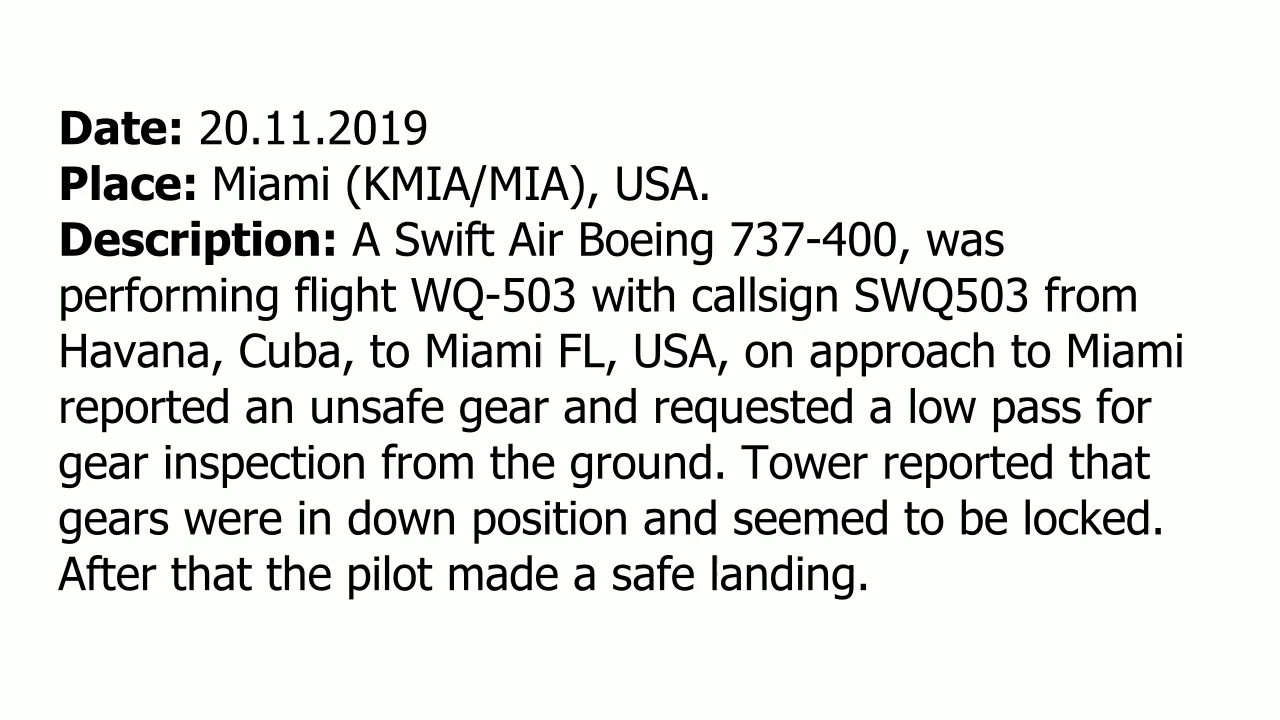 Date: 20.11.2019
Place: Miami (KMIA/MIA), USA.
Description: A Swift Air Boeing 737-400, was
performing flight WQ-503 with callsign SWQ503 from
Havana, Cuba, to Miami FL, USA, on approach to Miami
reported an unsafe gear and requested a low pass for
gear inspection from the ground. Tower reported that
gears were in down position and seemed to be locked.
After that the pilot made a safe landing.